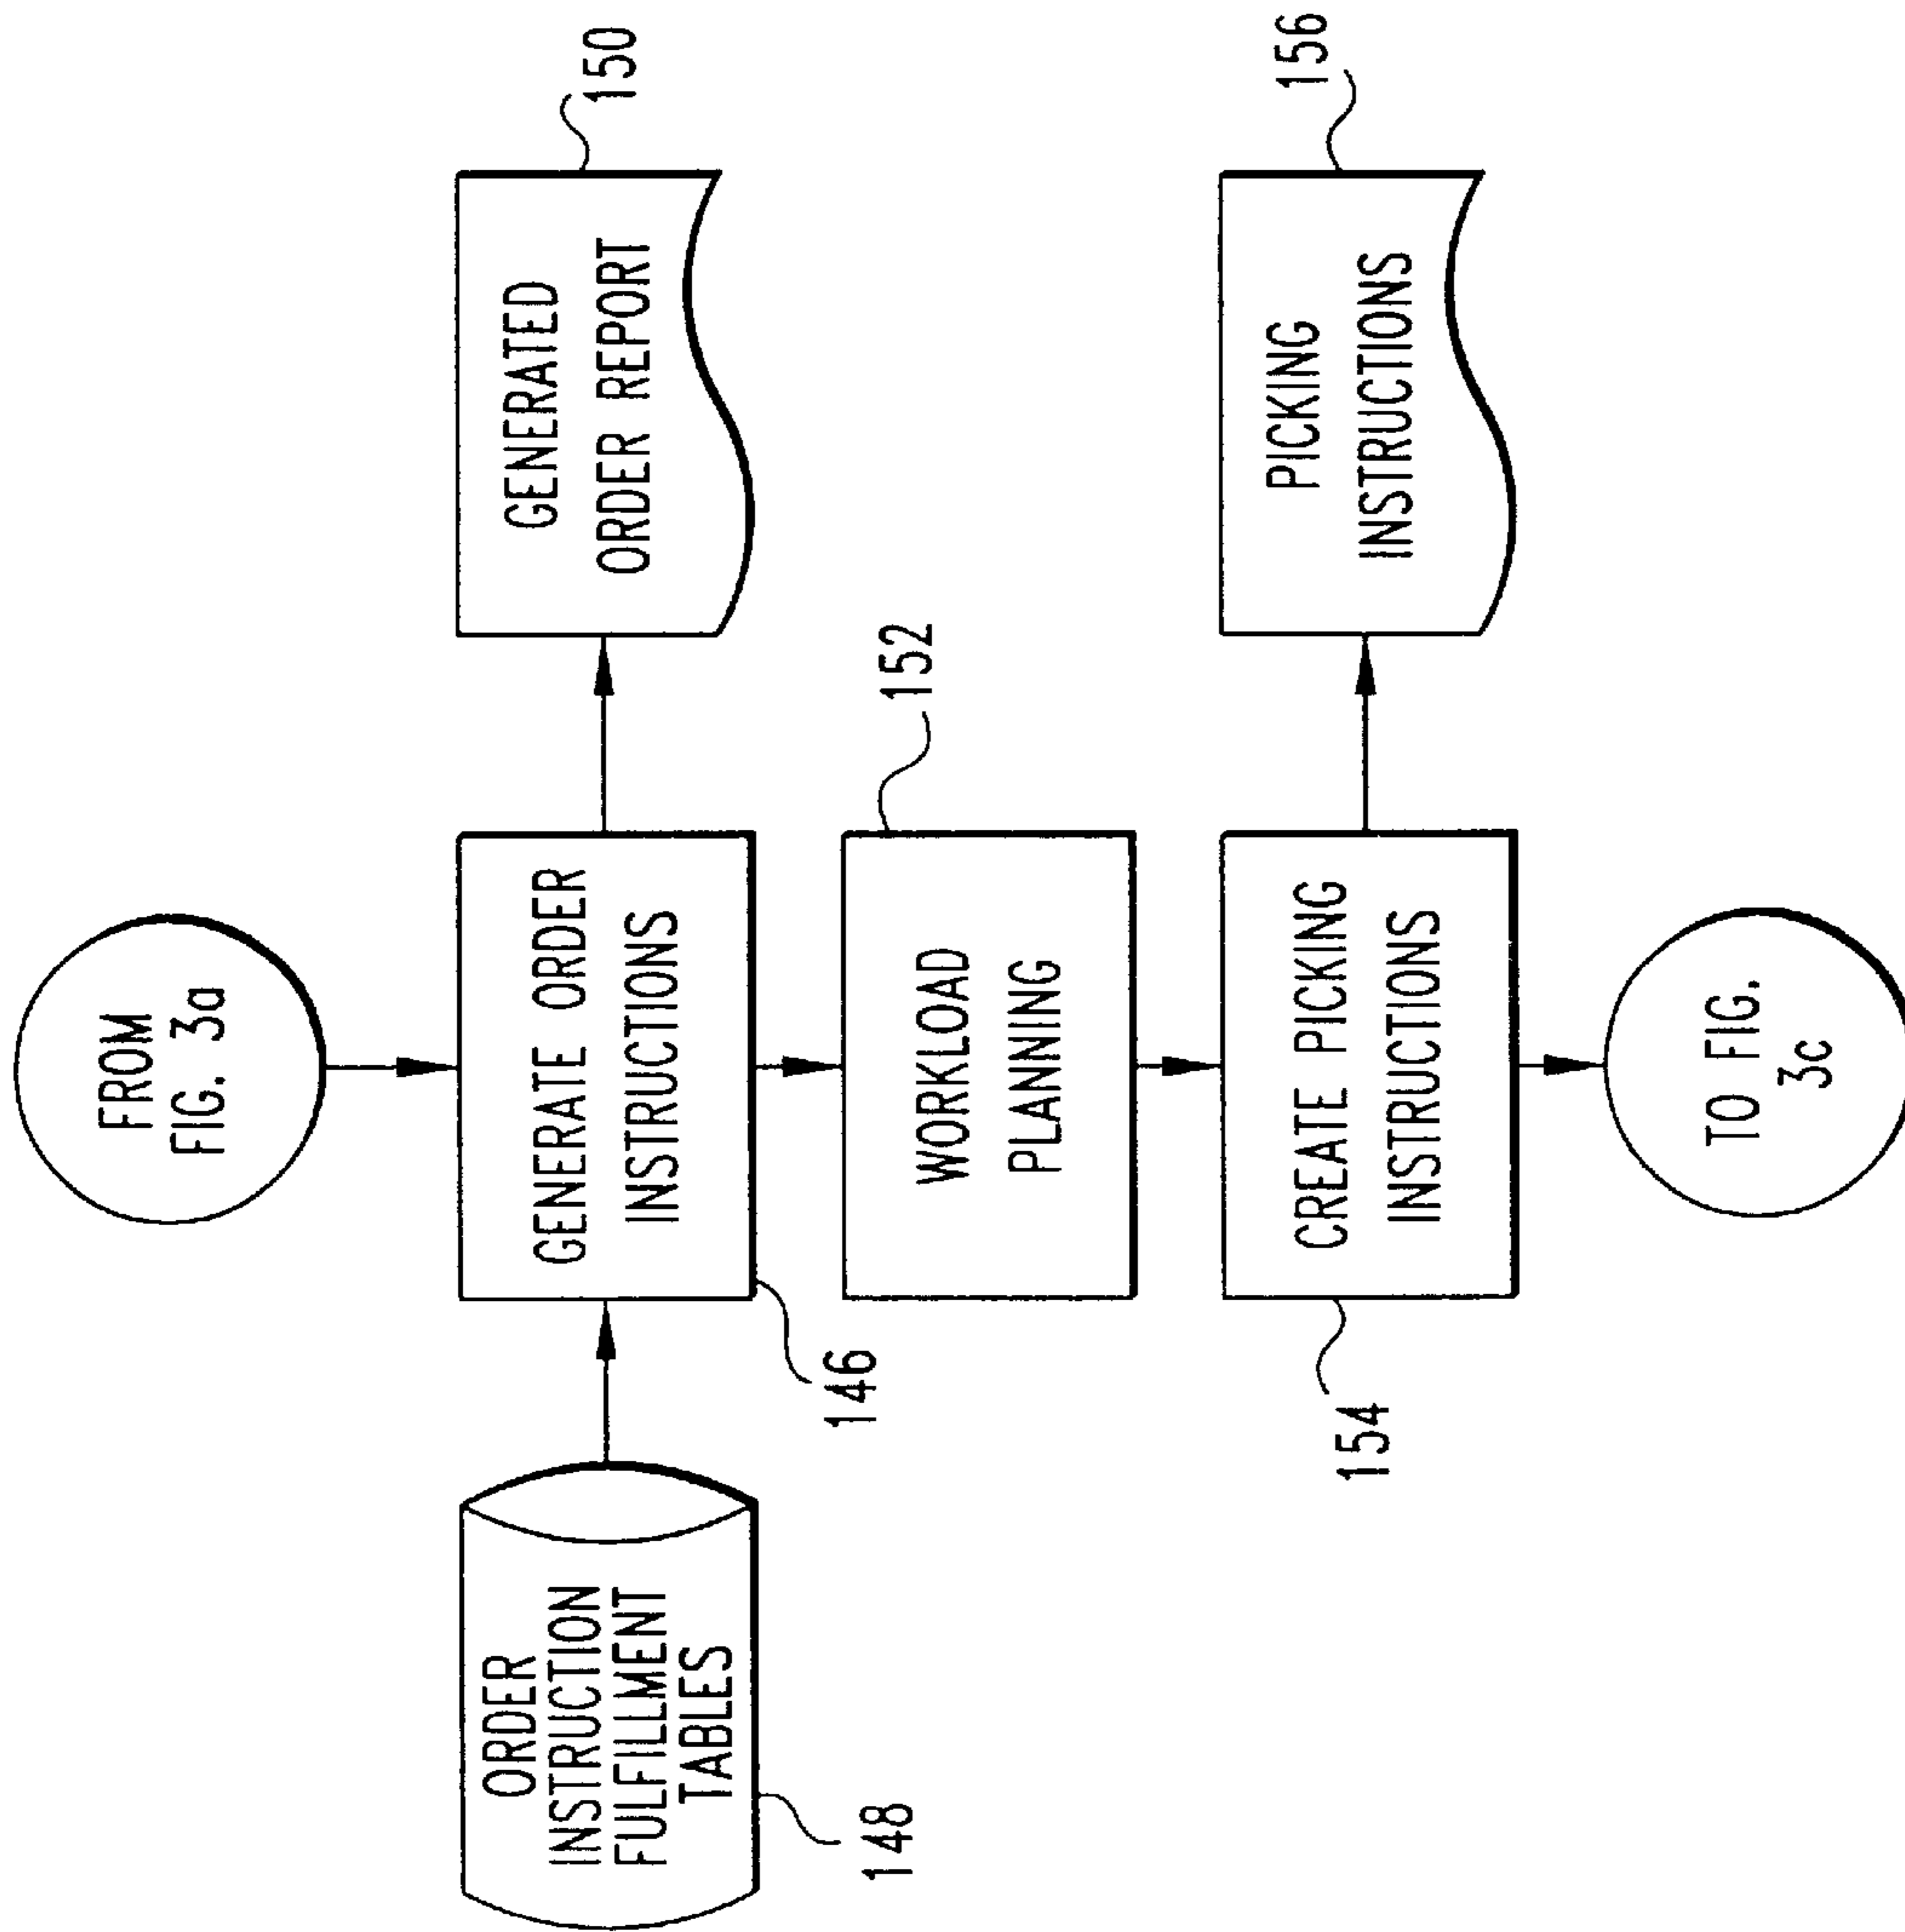 FROM
FIG. 3a
ORDER
INSTRUCTION
FULFILLMENT
TABLES
148
GENERATE ORDER
INSTRUCTIONS
146
GENERATED
ORDER REPORT
150
WORKLOAD
PLANNING
152
CREATE PICKING
INSTRUCTIONS
154
PICKING
INSTRUCTIONS
156
TO FIG.
3c